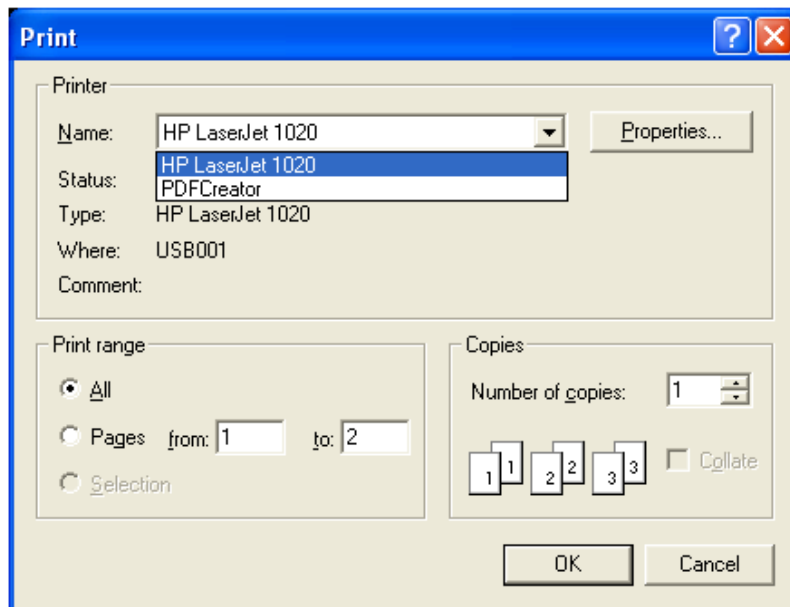 Print
Printer
Name: HP LaserJet 1020 Properties...
HP LaserJet 1020
Status:
PDFCreator
Type: HP LaserJet 1020
Where: USB001
Comment:
Print range
All
Pages from: 1 to: 2
Selection
Copies
Number of copies: 1
1 1 2 2 3 3 Collate
OK Cancel